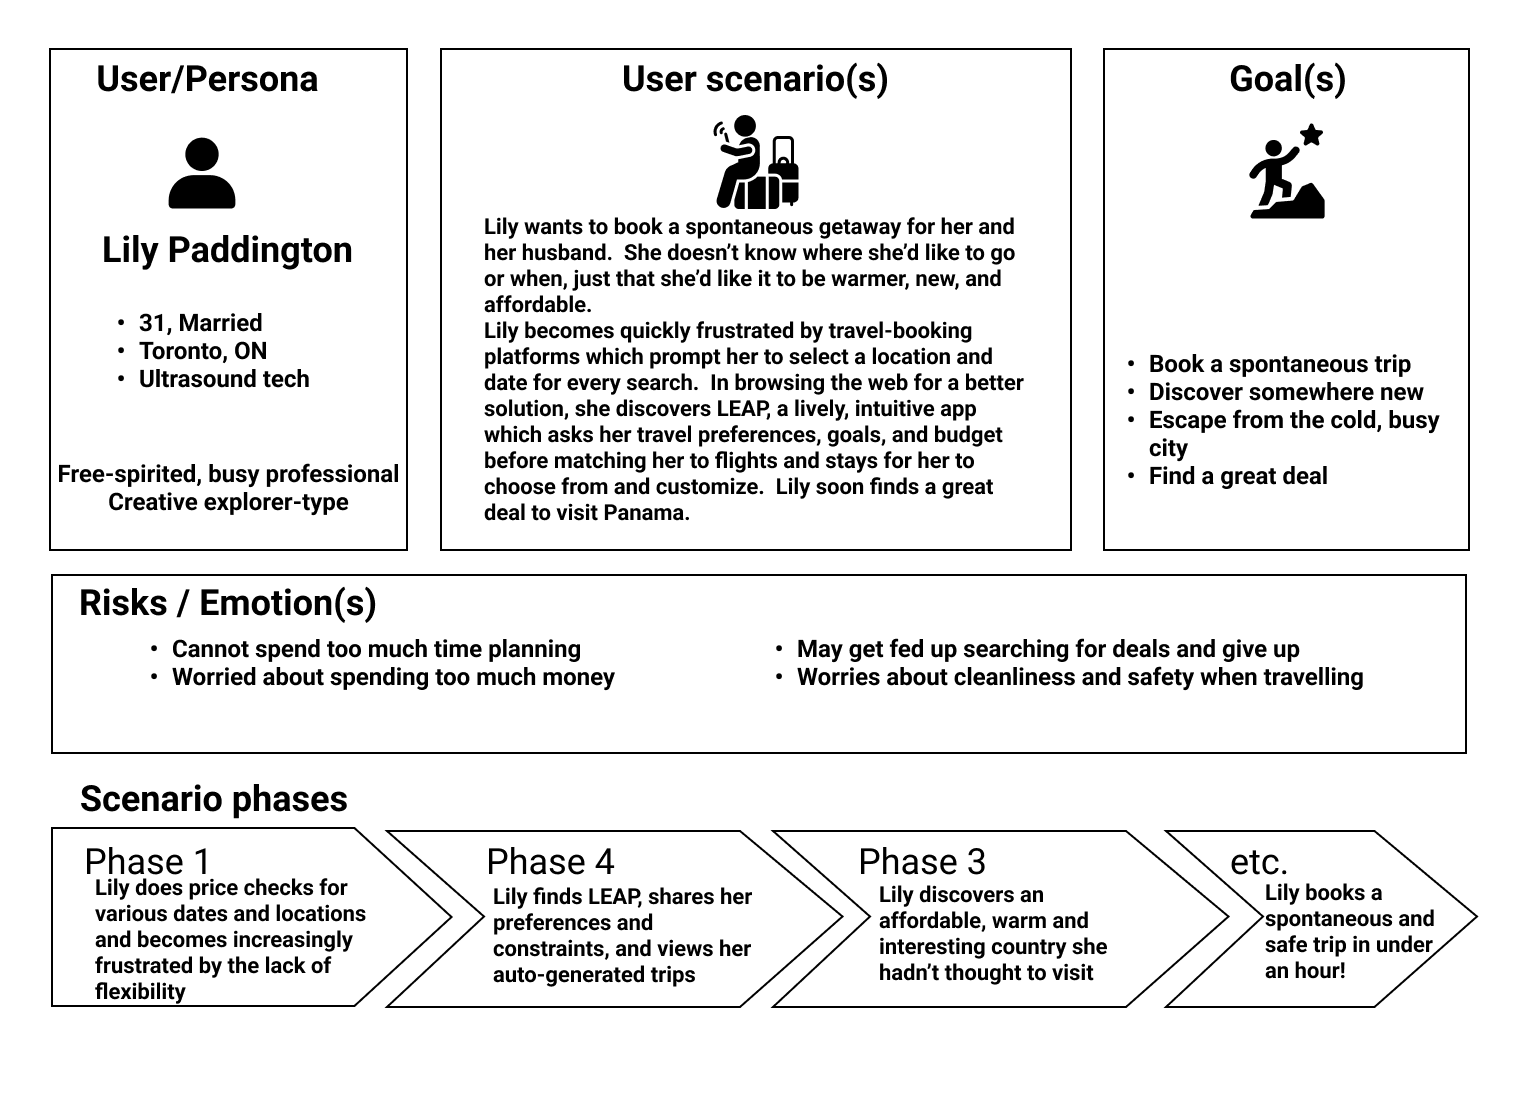 User/Persona
Lily Paddington
• 31, Married
• Toronto, ON
• Ultrasound tech
Free-spirited, busy professional
Creative explorer-type
User scenario(s)
Lily wants to book a spontaneous getaway for her and
her husband.  She doesn’t know where she’d like to go
or when, just that she’d like it to be warmer, new, and
affordable.
Lily becomes quickly frustrated by travel-booking
platforms which prompt her to select a location and
date for every search.  In browsing the web for a better
solution, she discovers LEAP, a lively, intuitive app
which asks her travel preferences, goals, and budget
before matching her to flights and stays for her to
choose from and customize.  Lily soon finds a great
deal to visit Panama.
Goal(s)
• Book a spontaneous trip
• Discover somewhere new
• Escape from the cold, busy
city
• Find a great deal
Risks / Emotion(s)
• Cannot spend too much time planning
• Worried about spending too much money
• May get fed up searching for deals and give up
• Worries about cleanliness and safety when travelling
Scenario phases
Phase 1
Lily does price checks for
various dates and locations
and becomes increasingly
frustrated by the lack of
flexibility
Phase 4
Lily finds LEAP, shares her
preferences and
constraints, and views her
auto-generated trips
Phase 3
Lily discovers an
affordable, warm and
interesting country she
hadn’t thought to visit
etc.
Lily books a
spontaneous and
safe trip in under
an hour!